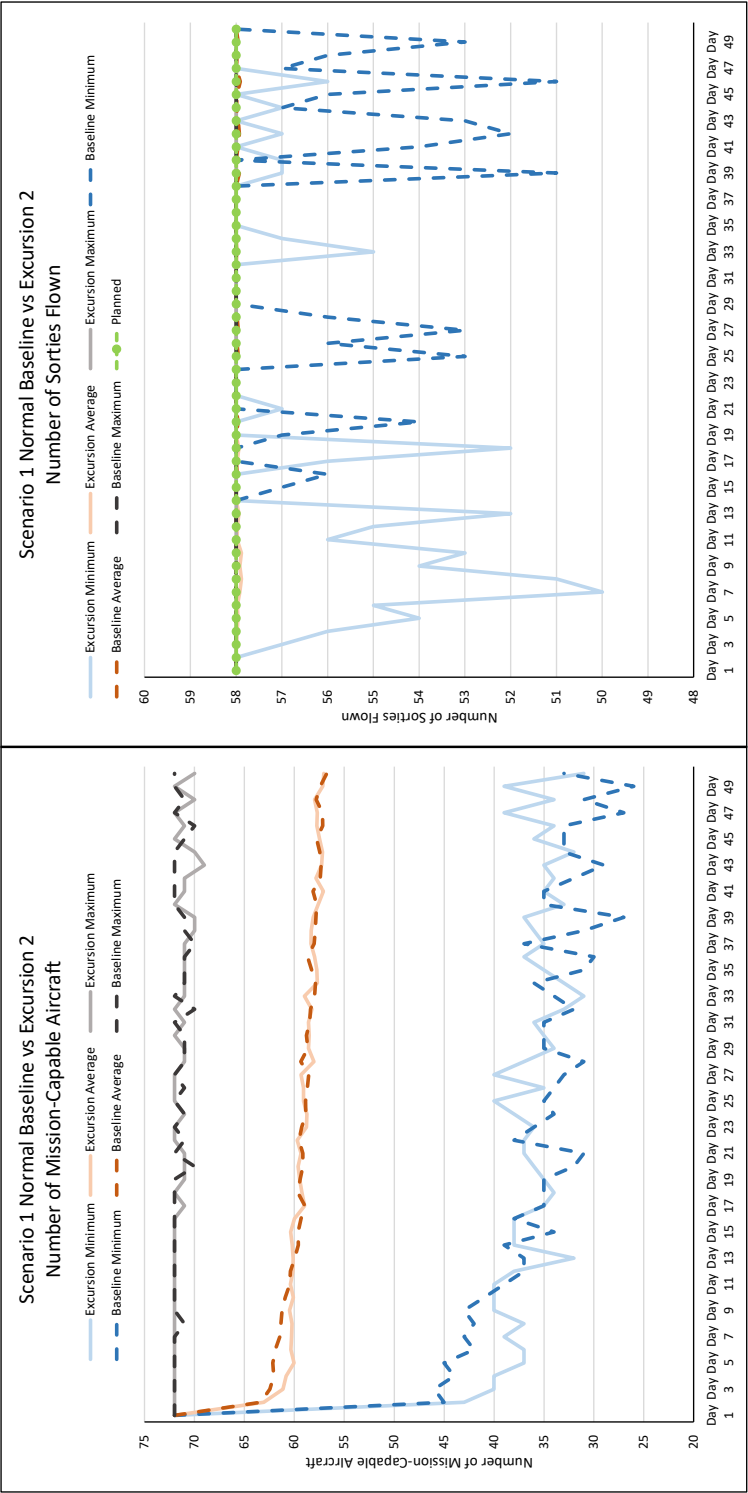 Scenario 1 Normal Baseline vs Excursion 2
Number of Mission-Capable Aircraft
Excursion Minimum
Excursion Average
Excursion Maximum
Baseline Minimum
Baseline Average
Baseline Maximum
Number of Mission-Capable Aircraft
75
70
65
60
55
50
45
40
35
30
25
20
Day Day Day Day Day Day Day Day Day Day Day Day Day Day Day Day Day Day Day Day Day Day Day Day Day
1 3 5 7 9 11 13 15 17 19 21 23 25 27 29 31 33 35 37 39 41 43 45 47 49
Scenario 1 Normal Baseline vs Excursion 2
Number of Sorties Flown
Excursion Minimum
Excursion Average
Excursion Maximum
Baseline Minimum
Baseline Average
Baseline Maximum
Planned
Number of Sorties Flown
60
59
58
57
56
55
54
53
52
51
50
49
48
Day Day Day Day Day Day Day Day Day Day Day Day Day Day Day Day Day Day Day Day Day Day Day Day Day
1 3 5 7 9 11 13 15 17 19 21 23 25 27 29 31 33 35 37 39 41 43 45 47 49